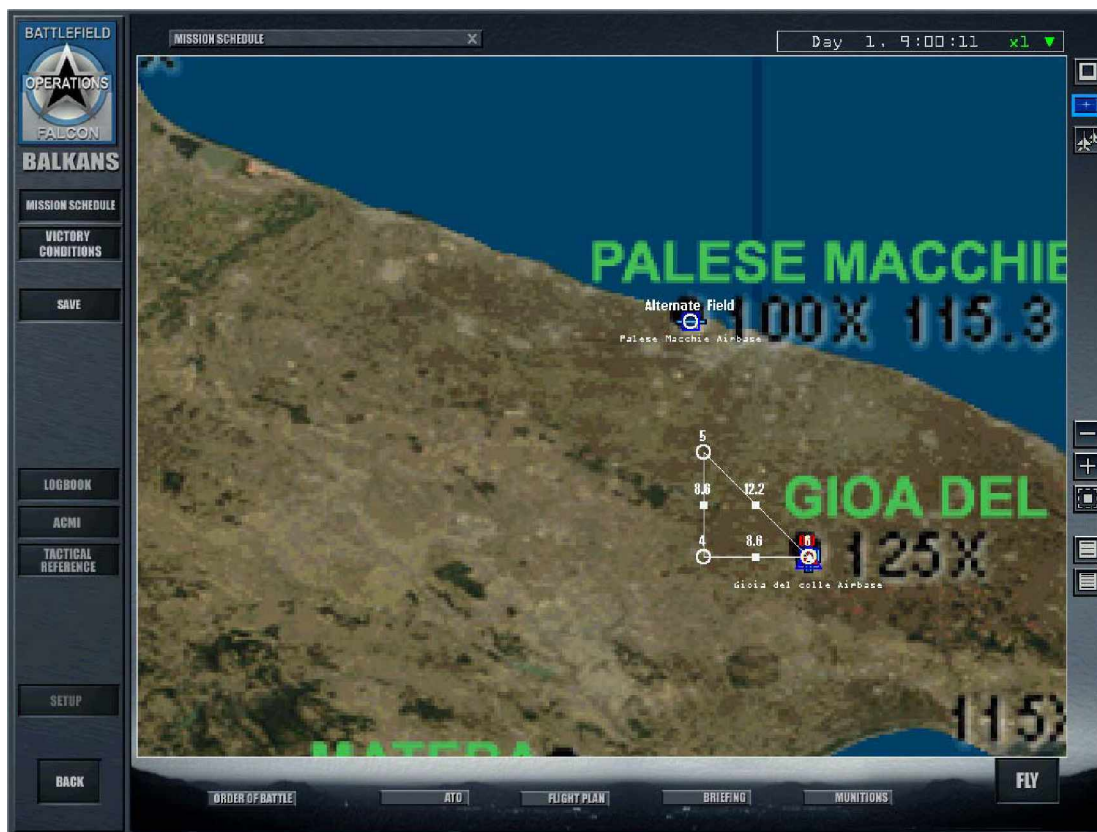 BATTLEFIELD
OPERATIONS
FALCON
BALKANS
MISSION SCHEDULE
VICTORY
CONDITIONS
SAVE
LOGBOOK
ACMI
TACTICAL
REFERENCE
SETUP
BACK
MISSION SCHEDULE X
Day 1, 9:00:11 x1
PALESE MACCHIE
Alternate Field
100X 115.3
Palese Macchie Airbase
5
8.6 12.2
GIOA DEL
4 8.6 6
125X
Gioia del colle Airbase
115X
MATERA
ORDER OF BATTLE ATO FLIGHT PLAN BRIEFING MUNITIONS
FLY